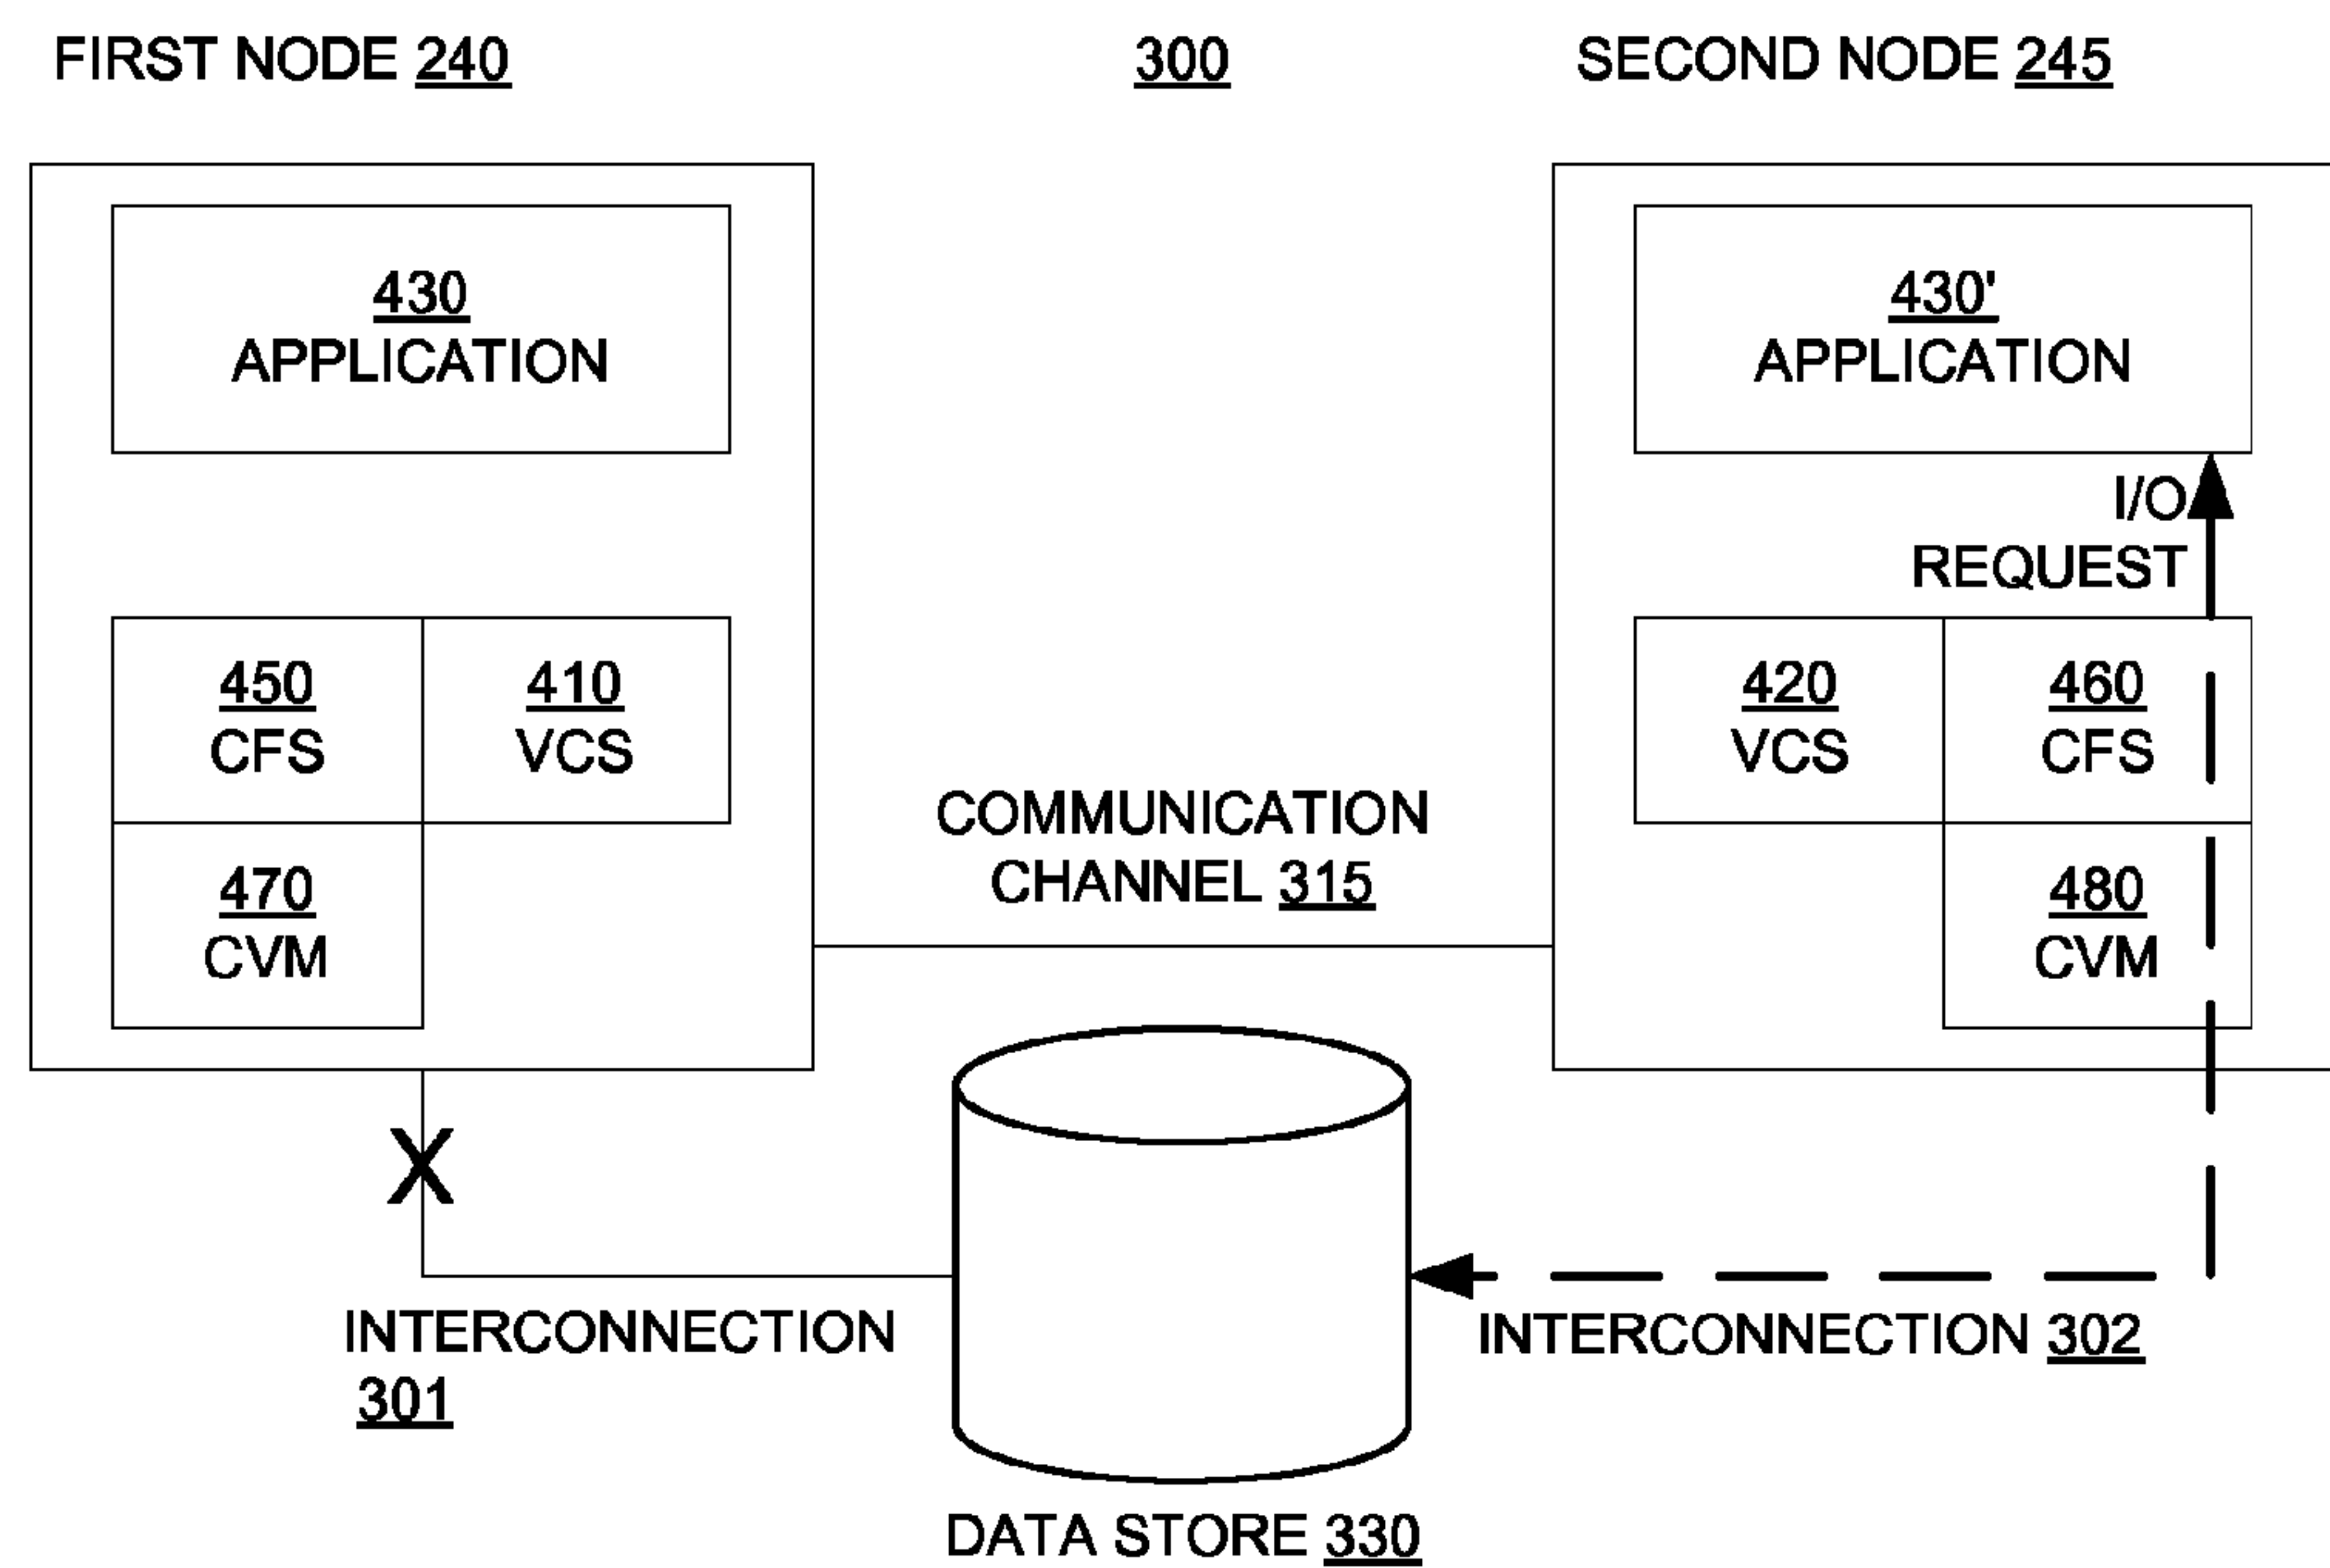 FIRST NODE 240
300
SECOND NODE 245
430
APPLICATION
430'
APPLICATION
I/O
REQUEST
450
CFS
410
VCS
420
VCS
460
CFS
COMMUNICATION
CHANNEL 315
470
CVM
480
CVM
X
INTERCONNECTION
301
INTERCONNECTION 302
DATA STORE 330